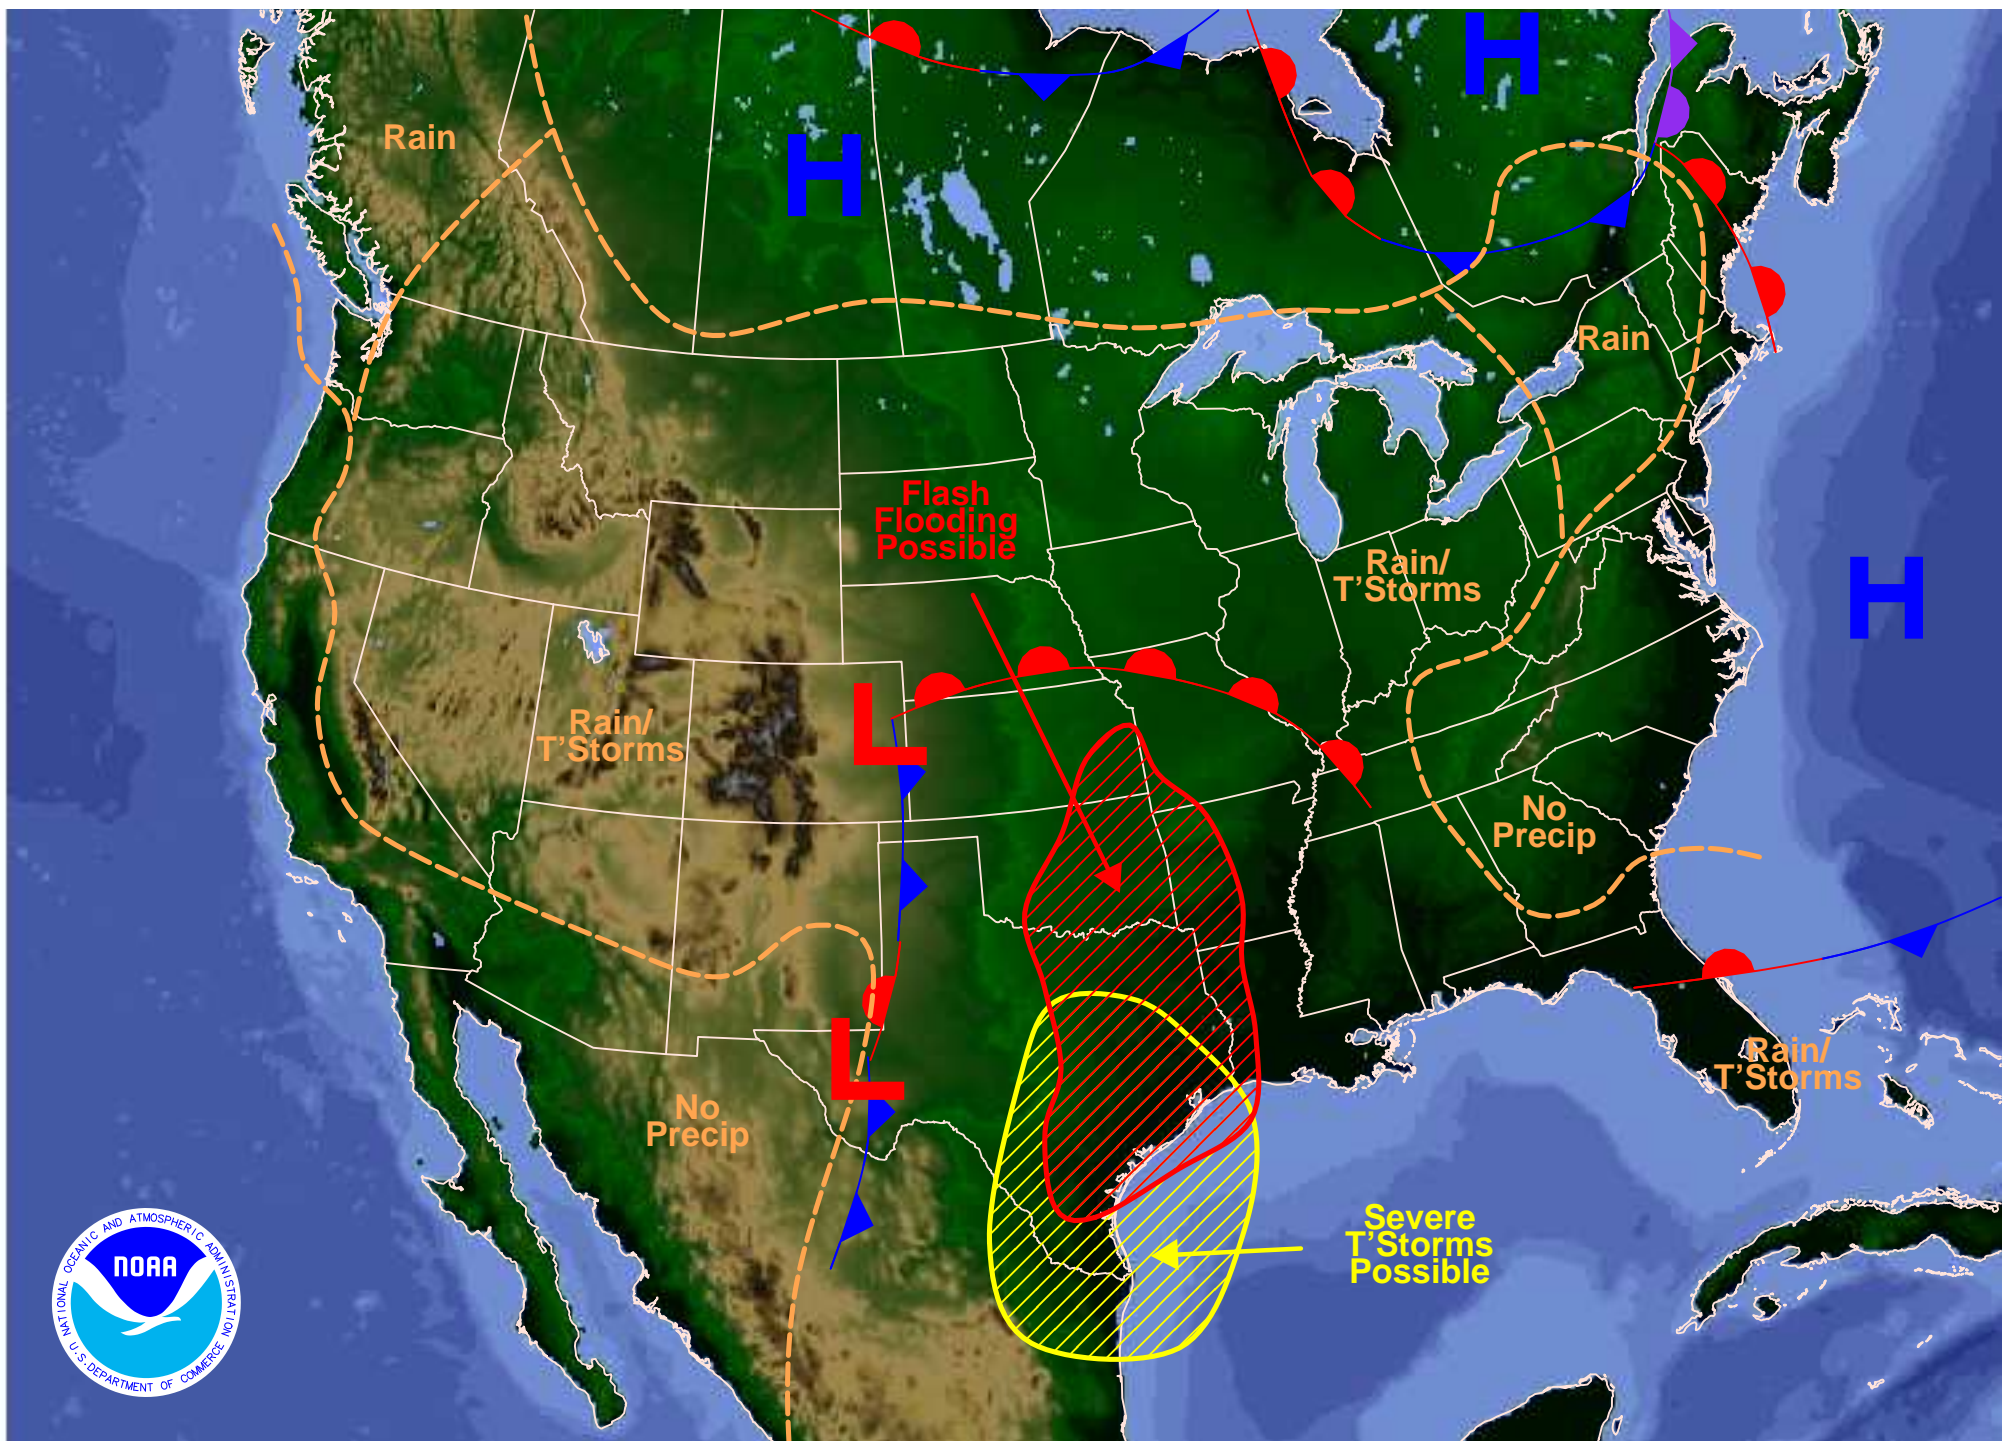 H
Rain
H
Rain
Flash
Flooding
Possible
Rain/
T'Storms
H
L
Rain/
T'Storms
No
Precip
L
Rain/
T'Storms
No
Precip
Severe
T'Storms
Possible
NATIONAL OCEANIC AND ATMOSPHERIC ADMINISTRATION
NOAA
U.S. DEPARTMENT OF COMMERCE